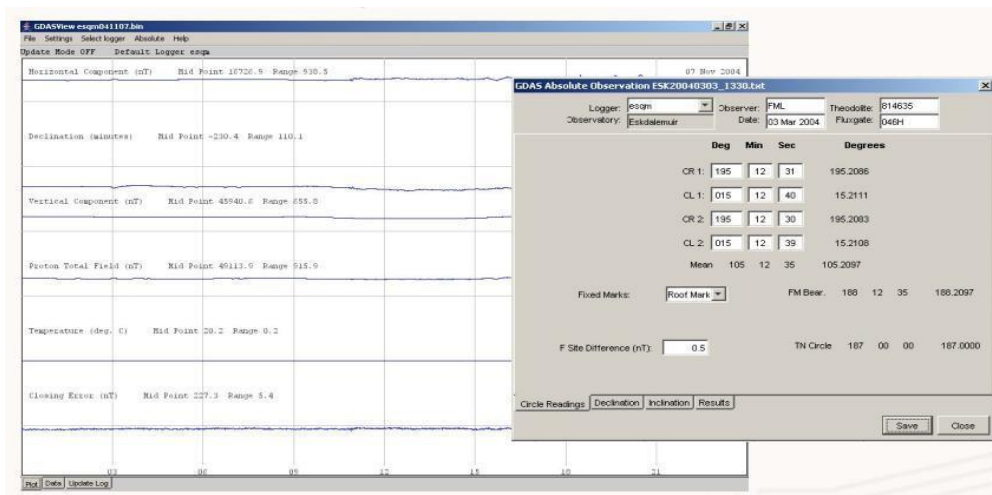 GDASView esqm041107.bin
File Settings Select logger Absolute Help
Update Mode OFF Default Logger esqm
Horizontal Component (nT) Mid Point 18728.9 Range 938.5 07 Nov 2004
Declination (minutes) Mid Point -230.4 Range 110.1
Vertical Component (nT) Mid Point 45940.8 Range 855.8
Proton Total Field (nT) Mid Point 49113.9 Range 915.9
Temperature (deg. C) Mid Point 20.2 Range 0.2
Closing Error (nT) Mid Point 227.3 Range 5.4
03 06 09 12 15 18 21
Plot Data Update Log
GDAS Absolute Observation ESK20040303_1330.txt
Logger: esqm Observer: FML Theodolite: 814635
Observatory: Eskdalemuir Date: 03 Mar 2004 Fluxgate: 046H
Deg Min Sec Degrees
CR 1: 195 12 31 195.2086
CL 1: 015 12 40 15.2111
CR 2: 195 12 30 195.2083
CL 2: 015 12 39 15.2108
Mean 105 12 35 105.2097
Fixed Marks: Roof Mark FM Bear. 188 12 35 188.2097
F Site Difference (nT): 0.5 TN Circle 187 00 00 187.0000
Circle Readings Declination Inclination Results
Save Close